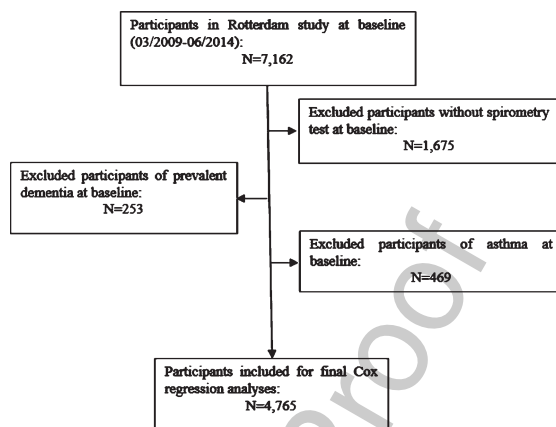 Participants in Rotterdam study at baseline
(03/2009-06/2014):
N=7,162
Excluded participants without spirometry
test at baseline:
N=1,675
Excluded participants of prevalent
dementia at baseline:
N=253
Excluded participants of asthma at
baseline:
N=469
Participants included for final Cox
regression analyses:
N=4,765
Proof